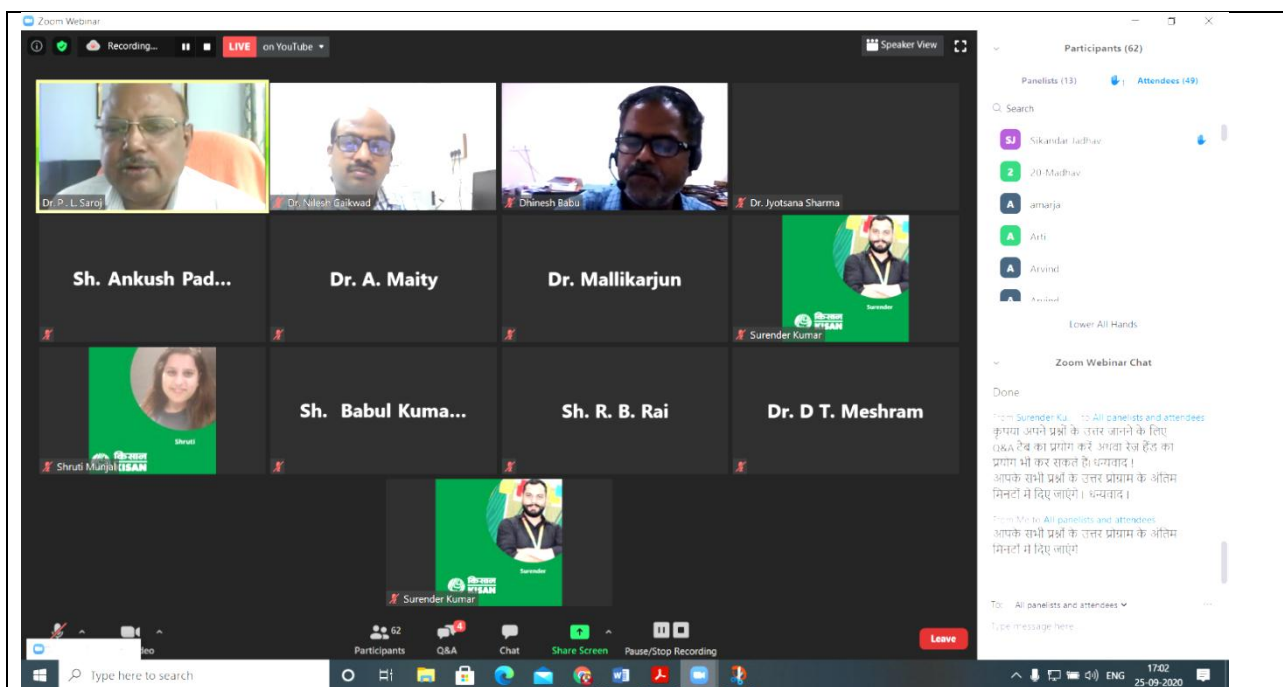 Zoom Webinar
Recording...
LIVE on YouTube
Speaker View
Dr. P. L. Saroj
Dr. Nilesh Gaikwad
Dhinesh Babu
Dr. Jyotsana Sharma
Sh. Ankush Pad...
Dr. A. Maity
Dr. Mallikarjun
Surender
किसान
KISAN
Surender Kumar
Shruti
किसान
KISAN
Shruti Munjal
Sh. Babul Kuma...
Sh. R. B. Rai
Dr. D T. Meshram
Surender
किसान
KISAN
Surender Kumar
62
Participants
4
Q&A
Chat
Share Screen
Pause/Stop Recording
Leave
Participants (62)
Panelists (13)
1
Attendees (49)
Search
SJ Sikandar Jadhav
2 20-Madhav
A amarja
A Arti
A Arvind
A Arvind
Lower All Hands
Zoom Webinar Chat
Done
From Surender Ku... to All panelists and attendees
कृपया अपने प्रश्नों के उत्तर जानने के लिए
Q&A टैब का प्रयोग करें अथवा रेज हैंड का
प्रयोग भी कर सकते हैं। धन्यवाद।
आपके सभी प्रश्नों के उत्तर प्रोग्राम के अंतिम
मिनटों में दिए जाएंगे। धन्यवाद।
From Me to All panelists and attendees
आपके सभी प्रश्नों के उत्तर प्रोग्राम के अंतिम
मिनटों में दिए जाएंगे
To: All panelists and attendees
Type message here...
Type here to search
ENG
17:02
25-09-2020